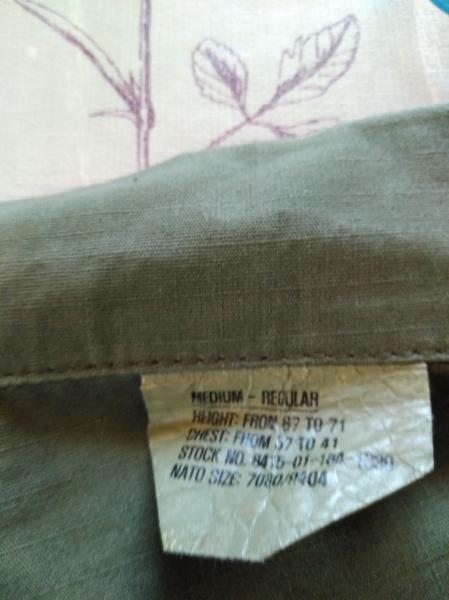 MEDIUM - REGULAR
HEIGHT: FROM 67 TO 71
CHEST: FROM 37 TO 41
STOCK NO. 8415-01-184-
NATO SIZE: 7080/9404